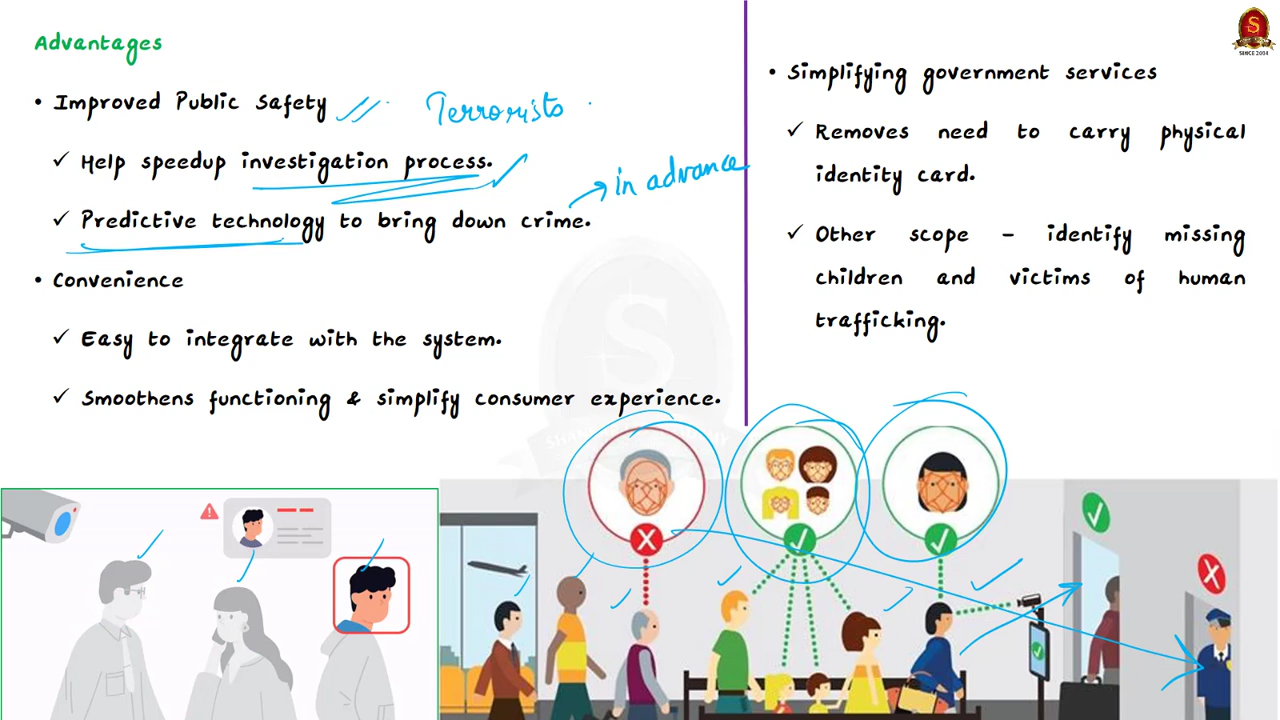 Advantages
• Improved Public Safety
Terrorists
✓ Help speedup investigation process.
in advance
✓ Predictive technology to bring down crime.
• Convenience
✓ Easy to integrate with the system.
✓ Smoothens functioning & simplify consumer experience.
• Simplifying government services
✓ Removes need to carry physical
identity card.
✓ Other scope – identify missing
children and victims of human
trafficking.
S
SINCE 2004